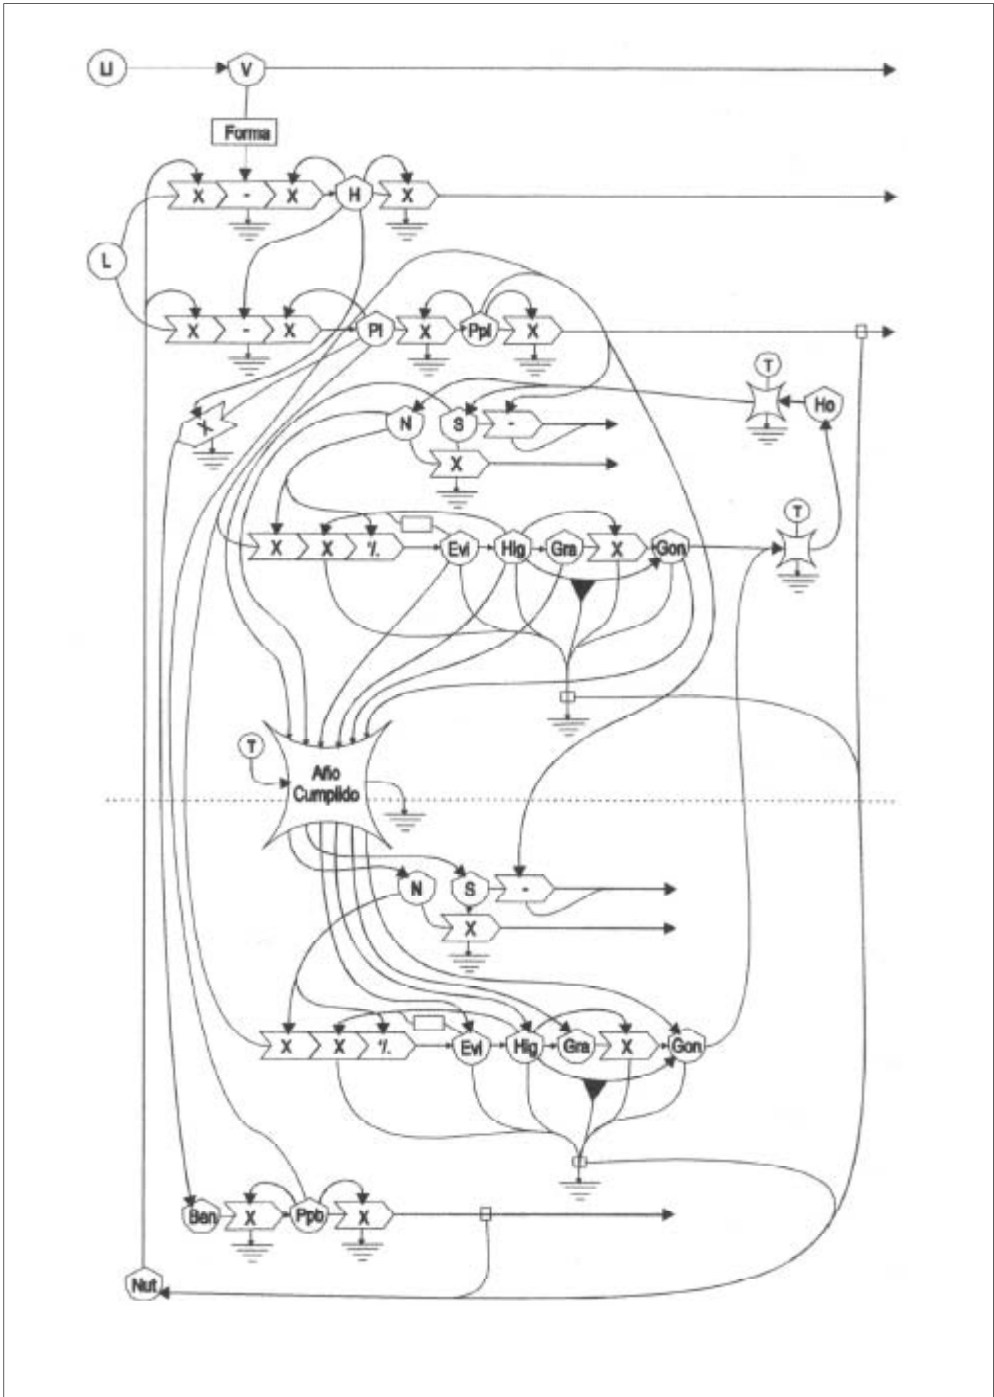 Ll V
Forma
X - X H X
L
X - X Pl X Ppl X
T
Ho
X N S -
X
T
X X ·/. Evi Hig Gra X Gon
T
Año
Cumplido
N S -
X
X X ·/. Evi Hig Gra X Gon
Ben X Ppb X
Nut